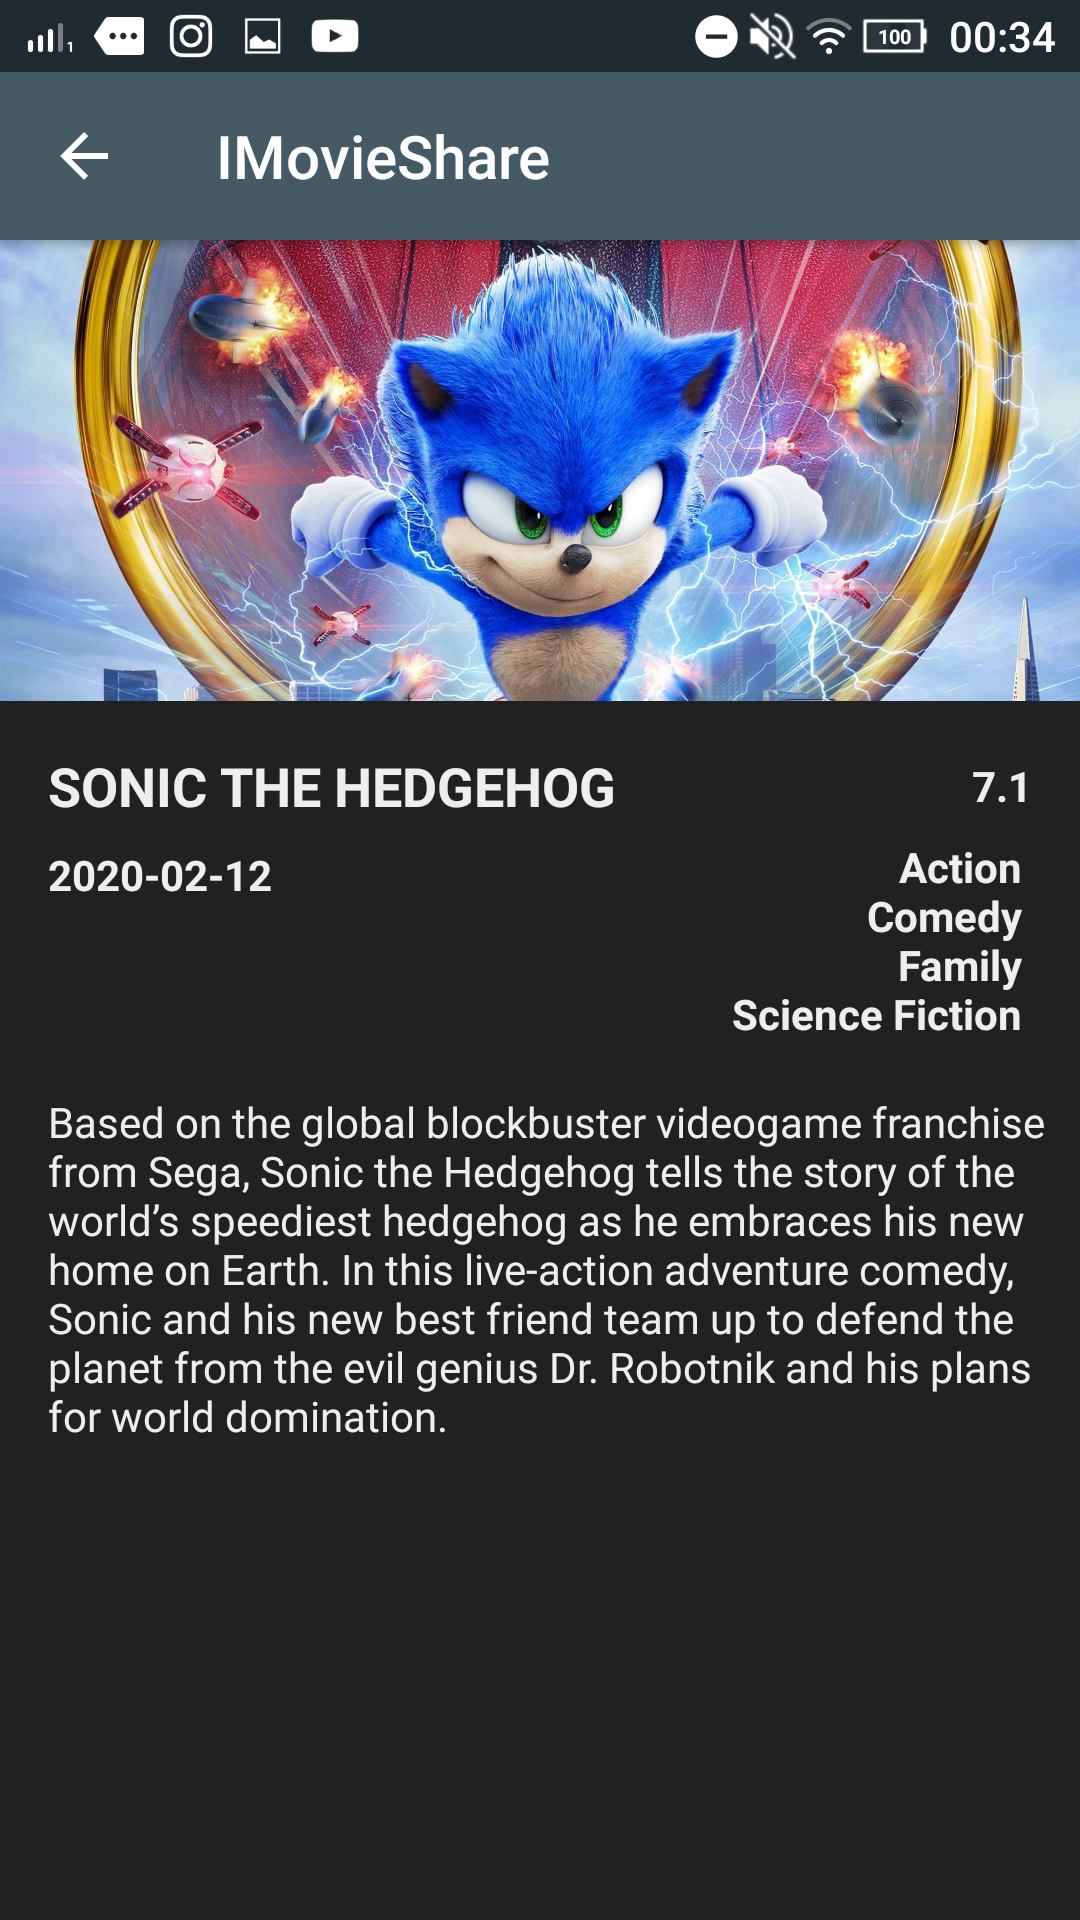 1
100
00:34
IMovieShare
SONIC THE HEDGEHOG
7.1
2020-02-12
Action
Comedy
Family
Science Fiction
Based on the global blockbuster videogame franchise
from Sega, Sonic the Hedgehog tells the story of the
world’s speediest hedgehog as he embraces his new
home on Earth. In this live-action adventure comedy,
Sonic and his new best friend team up to defend the
planet from the evil genius Dr. Robotnik and his plans
for world domination.